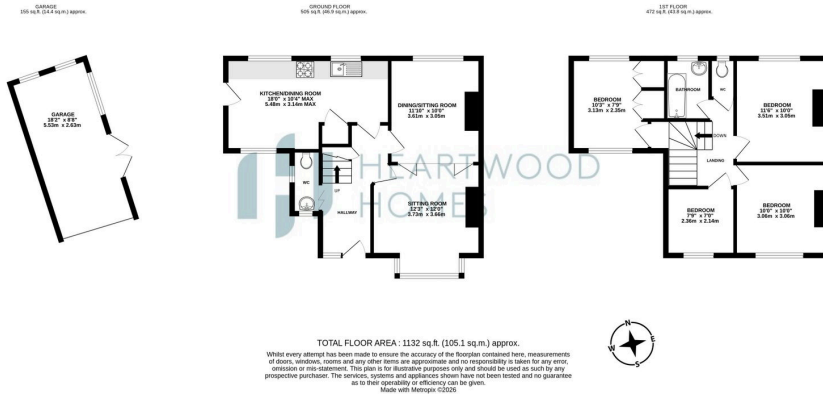 GARAGE
155 sq.ft. (14.4 sq.m.) approx.
GROUND FLOOR
505 sq.ft. (46.9 sq.m.) approx.
1ST FLOOR
472 sq.ft. (43.8 sq.m.) approx.
GARAGE
18'2" x 8'8"
5.53m x 2.63m
KITCHEN/DINING ROOM
18'0" x 10'4" MAX
5.48m x 3.14m MAX
DINING/SITTING ROOM
11'10" x 10'0"
3.61m x 3.05m
WC
UP
HALLWAY
SITTING ROOM
12'3" x 12'0"
3.73m x 3.66m
HEARTWOOD
HOMES
BEDROOM
10'3" x 7'9"
3.13m x 2.35m
BATHROOM
WC
BEDROOM
11'6" x 10'0"
3.51m x 3.05m
DOWN
LANDING
BEDROOM
7'9" x 7'0"
2.36m x 2.14m
BEDROOM
10'0" x 10'0"
3.06m x 3.06m
N
E
S
W
TOTAL FLOOR AREA : 1132 sq.ft. (105.1 sq.m.) approx.
Whilst every attempt has been made to ensure the accuracy of the floorplan contained here, measurements
of doors, windows, rooms and any other items are approximate and no responsibility is taken for any error,
omission or mis-statement. This plan is for illustrative purposes only and should be used as such by any
prospective purchaser. The services, systems and appliances shown have not been tested and no guarantee
as to their operability or efficiency can be given.
Made with Metropix ©2026